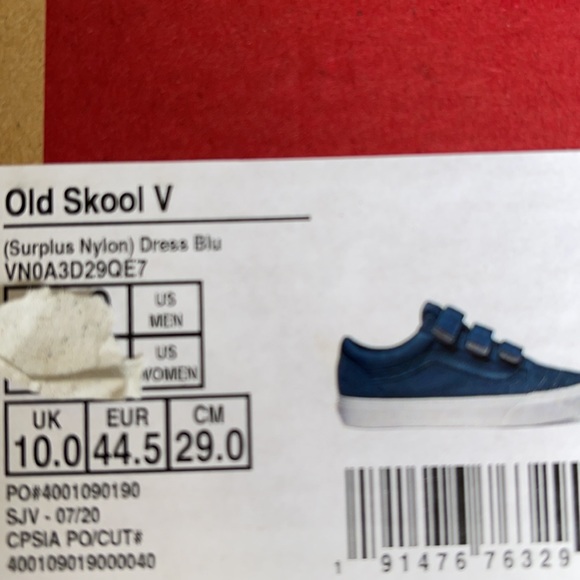 Old Skool V
(Surplus Nylon) Dress Blu
VN0A3D29QE7
US
MEN
US
WOMEN
UK EUR CM
10.0 44.5 29.0
PO#4001090190
SJV - 07/20
CPSIA PO/CUT#
400109019000040
1 91476 76329